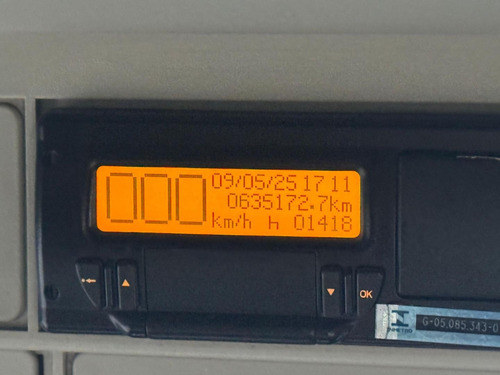 000 09/05/25 17 11
0635172.7km
km/h h 01418
OK
G-05.085.343-0